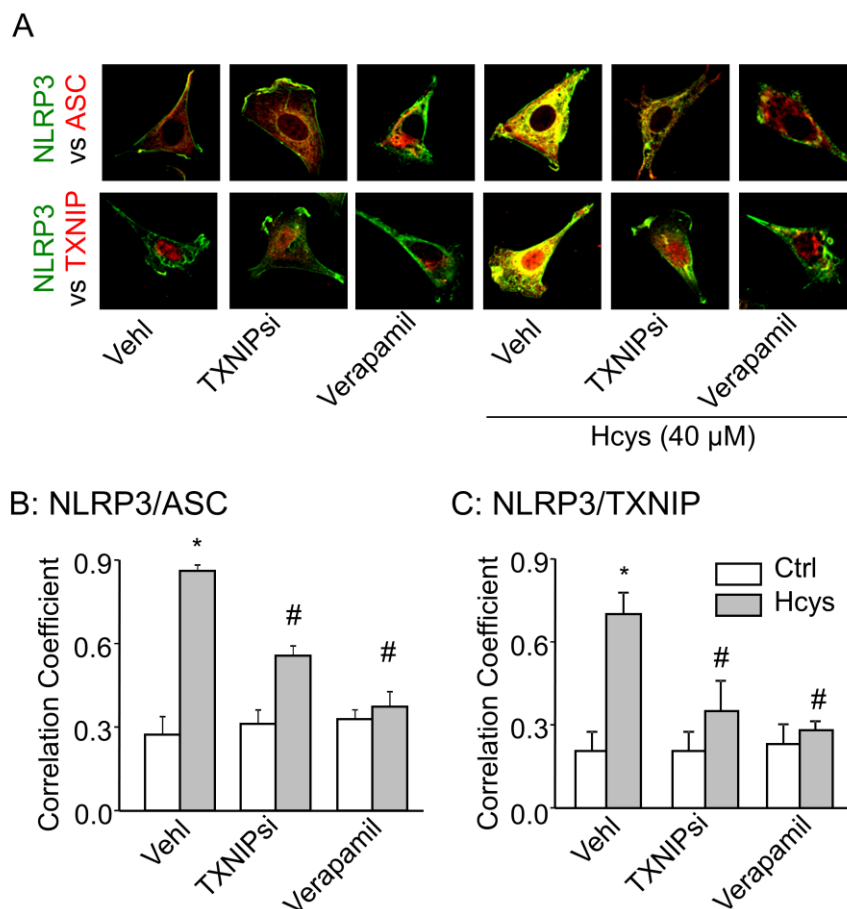 A
NLRP3
vs ASC
NLRP3
vs TXNIP
Vehl
TXNIPsi
Verapamil
Vehl
TXNIPsi
Verapamil
Hcys (40 µM)
B: NLRP3/ASC
Correlation Coefficient
0.9
0.6
0.3
0.0
*
#
#
Vehl
TXNIPsi
Verapamil
C: NLRP3/TXNIP
Correlation Coefficient
0.9
0.6
0.3
0.0
*
#
#
Ctrl
Hcys
Vehl
TXNIPsi
Verapamil